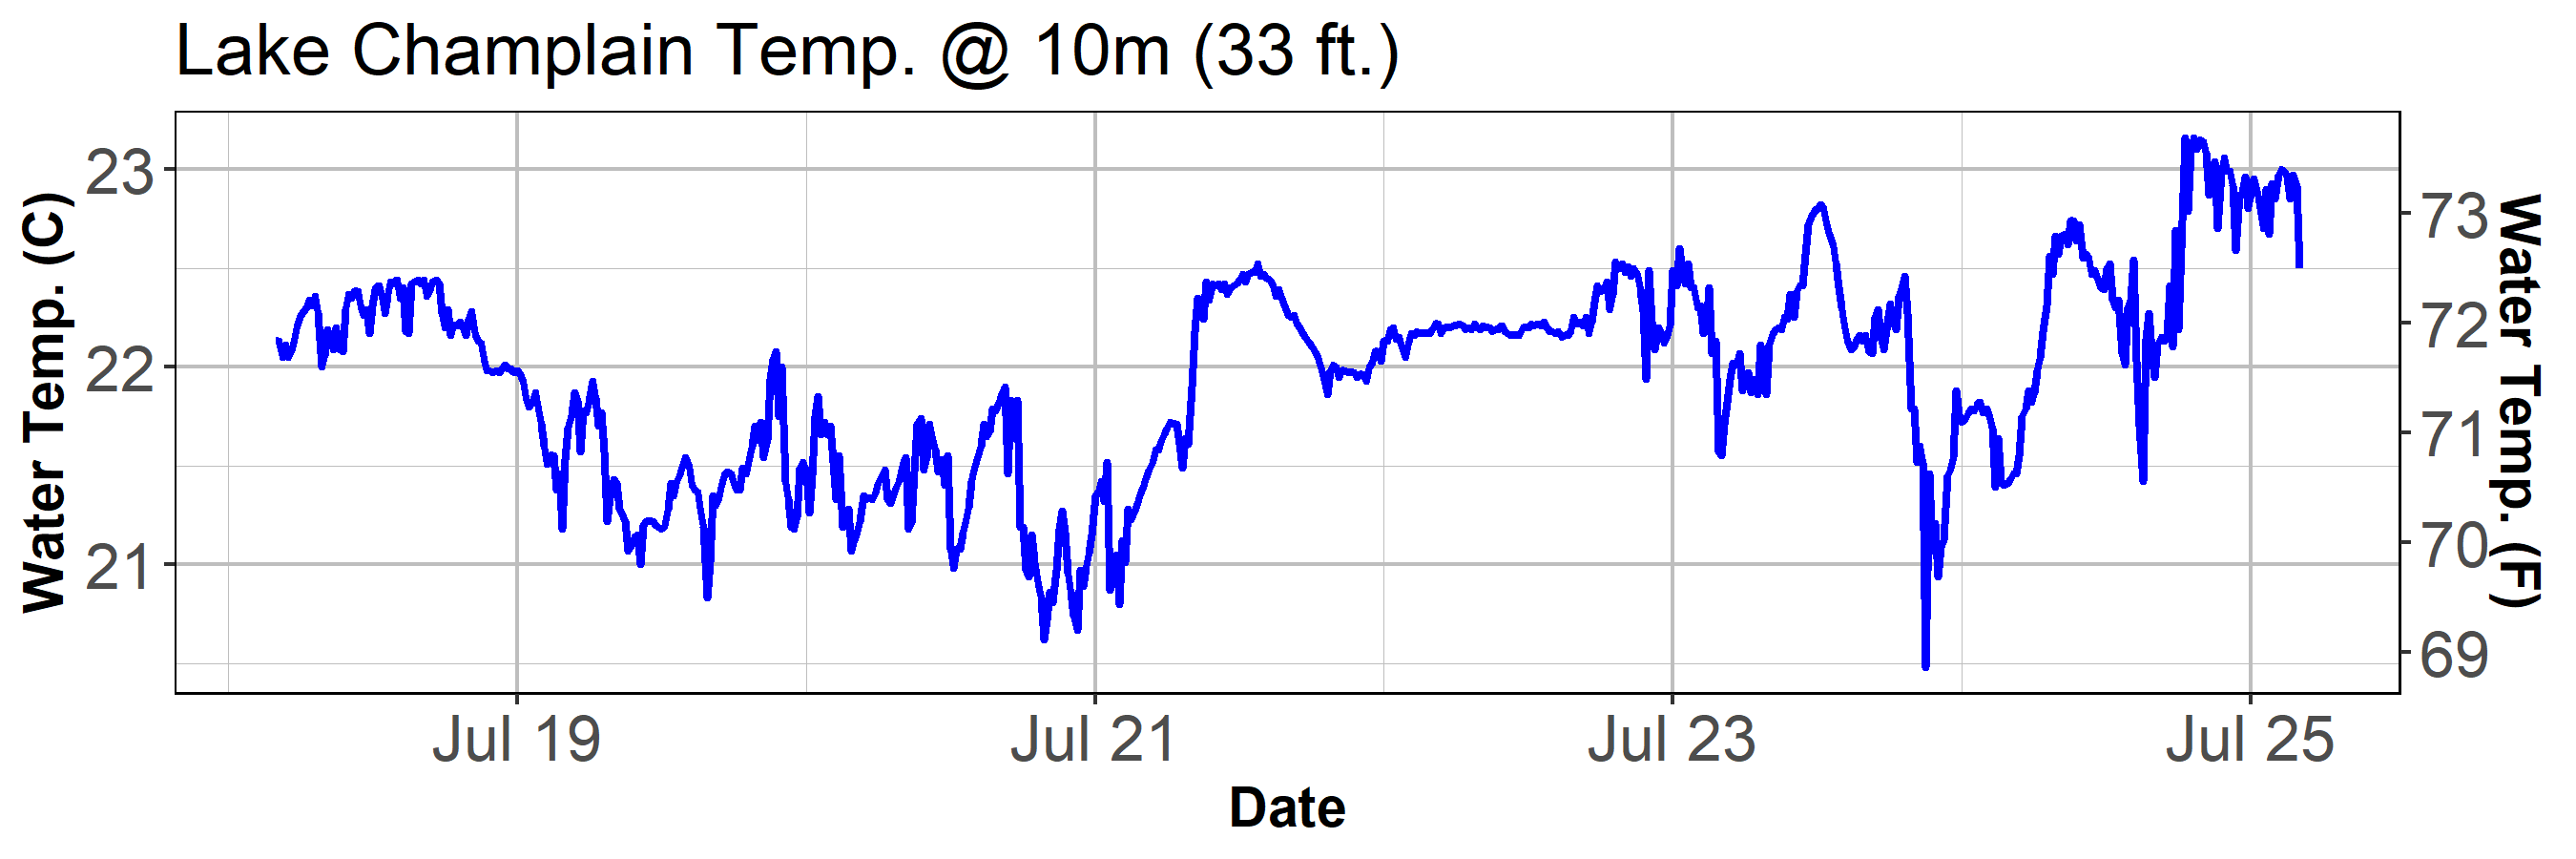 Lake Champlain Temp. @ 10m (33 ft.)
Water Temp. (C)
23
22
21
73
72
71
70
69
Water Temp. (F)
Jul 19 Jul 21 Jul 23 Jul 25
Date